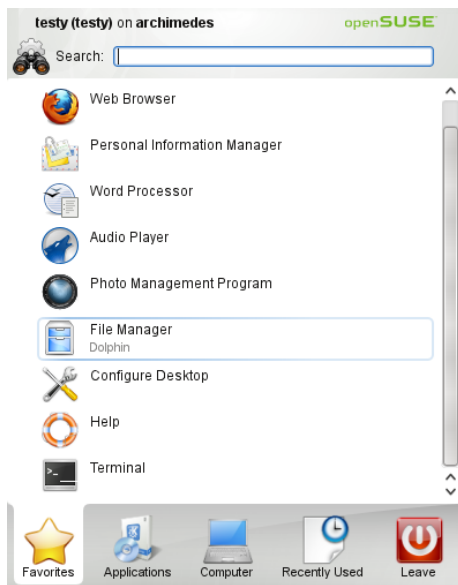 testy (testy) on archimedes openSUSE
Search:
Web Browser
Personal Information Manager
Word Processor
Audio Player
Photo Management Program
File Manager
Dolphin
Configure Desktop
Help
Terminal
Favorites Applications Computer Recently Used Leave